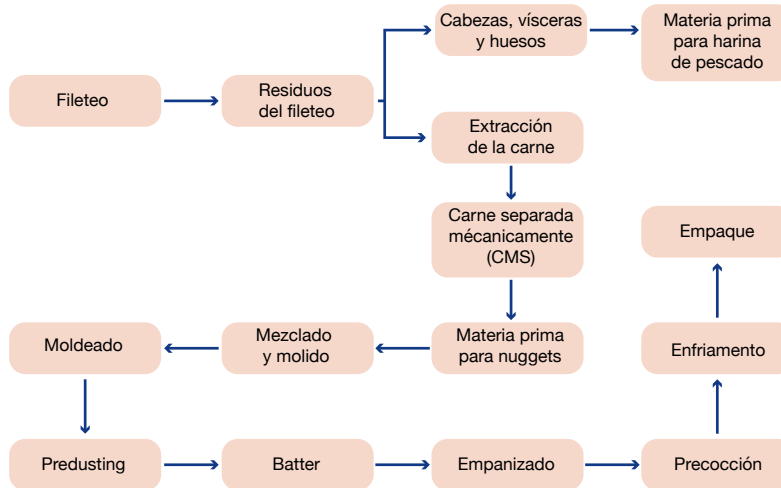 Fileteo
Residuos
del fileteo
Cabezas, vísceras
y huesos
Materia prima
para harina
de pescado
Extracción
de la carne
Carne separada
mécanicamente
(CMS)
Materia prima
para nuggets
Mezclado
y molido
Moldeado
Predusting
Batter
Empanizado
Precocción
Enfriamento
Empaque